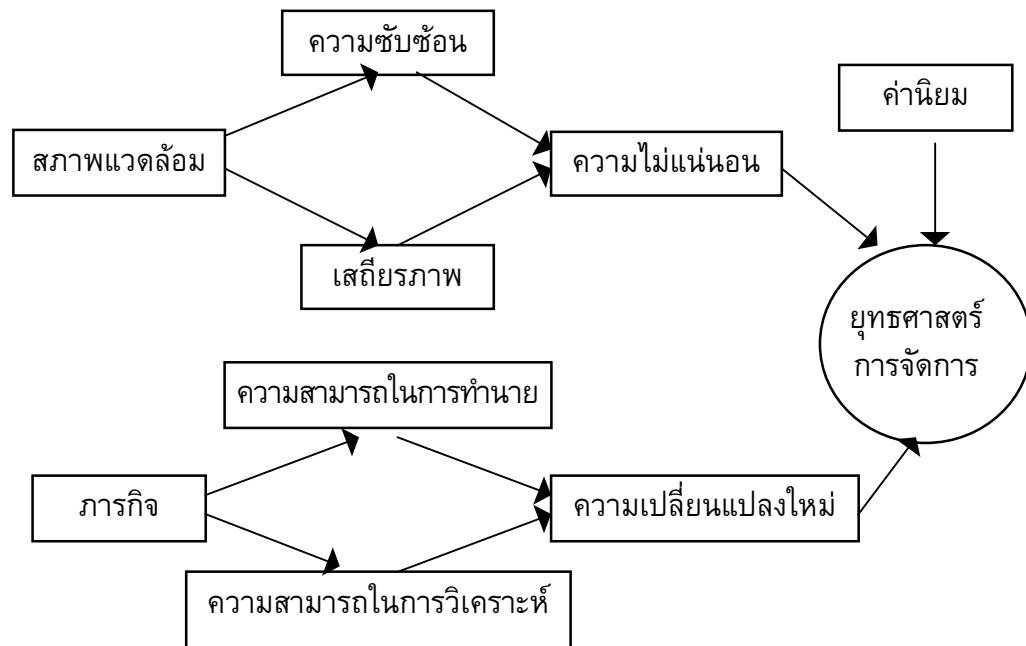 ความซับซ้อน
ค่านิยม
สภาพแวดล้อม
ความไม่แน่นอน
เสถียรภาพ
ยุทธศาสตร์
การจัดการ
ความสามารถในการทำนาย
ภารกิจ
ความเปลี่ยนแปลงใหม่
ความสามารถในการวิเคราะห์